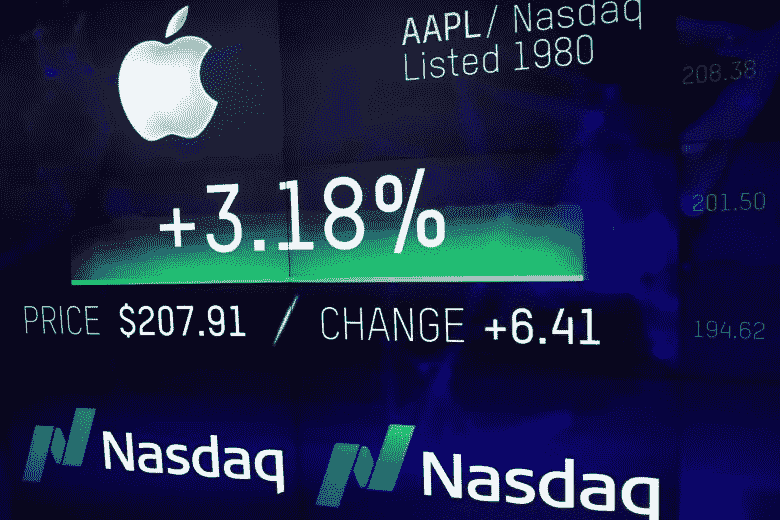 AAPL/ Nasdaq
Listed 1980
208.38
+3.18%
201.50
PRICE $207.91 / CHANGE +6.41
194.62
Nasdaq Nasdaq